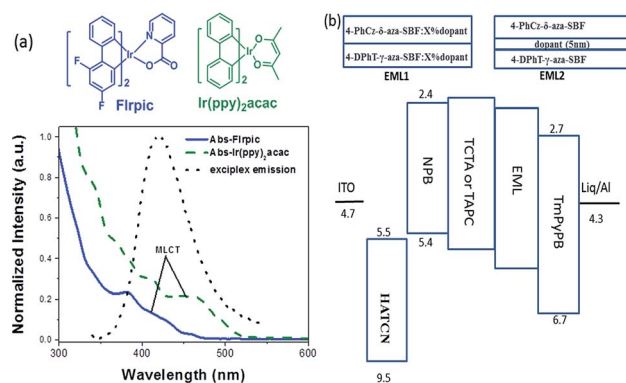 (a)
N
Ir
O
O
2
F
F
FIrpic
Ir
O
O
2
Ir(ppy)2acac
Abs-FIrpic
Abs-Ir(ppy)2acac
exciplex emission
MLCT
Normalized Intensity (a.u.)
1.0
0.8
0.6
0.4
0.2
0.0
300
400
500
600
Wavelength (nm)
(b)
4-PhCz-δ-aza-SBF:X%dopant
4-DPhT-γ-aza-SBF:X%dopant
EML1
4-PhCz-δ-aza-SBF
dopant (5nm)
4-DPhT-γ-aza-SBF
EML2
2.4
2.7
ITO
4.7
NPB
TCTA or TAPC
EML
TmPyPB
Liq/Al
4.3
5.5
5.4
HATCN
6.7
9.5